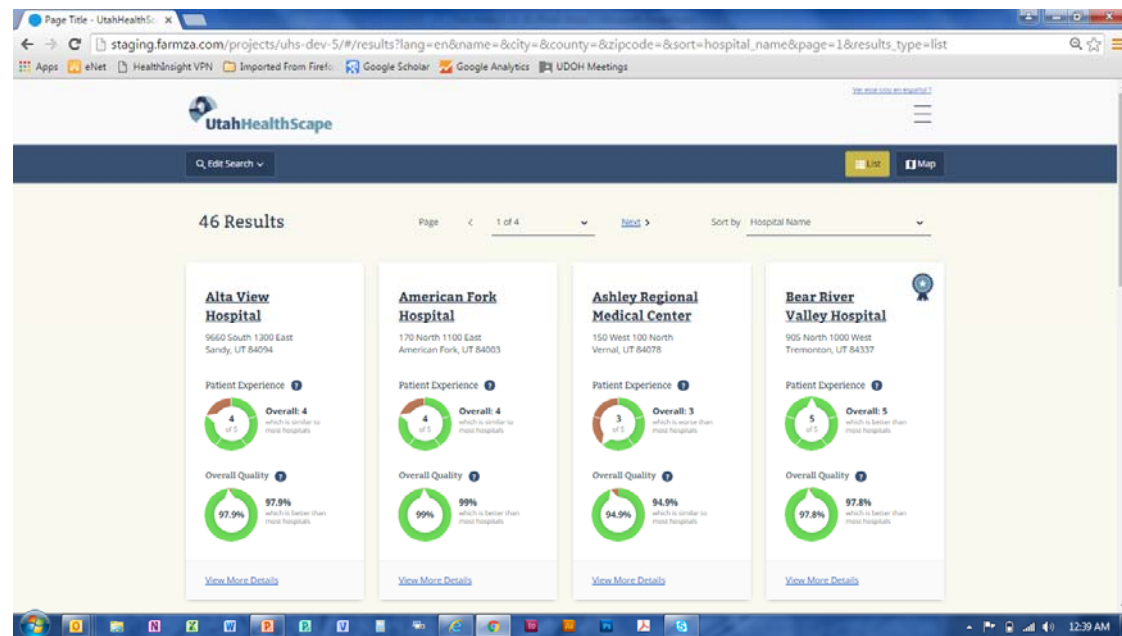 Page Title - UtahHealthSc
staging.farmza.com/projects/uhs-dev-5/#/results?lang=en&name=&city=&county=&zipcode=&sort=hospital_name&page=1&results_type=list
Apps eNet HealthInsight VPN Imported From Firefo Google Scholar Google Analytics UDOH Meetings
Ver este sitio en español?
UtahHealthScape
Edit Search List Map
46 Results Page < 1 of 4 Next > Sort by Hospital Name
Alta View
Hospital
9660 South 1300 East
Sandy, UT 84094
Patient Experience ?
4
of 5
Overall: 4
which is similar to
most hospitals
Overall Quality ?
97.9%
97.9%
which is better than
most hospitals
View More Details
American Fork
Hospital
170 North 1100 East
American Fork, UT 84003
Patient Experience ?
4
of 5
Overall: 4
which is similar to
most hospitals
Overall Quality ?
99%
99%
which is better than
most hospitals
View More Details
Ashley Regional
Medical Center
150 West 100 North
Vernal, UT 84078
Patient Experience ?
3
of 5
Overall: 3
which is worse than
most hospitals
Overall Quality ?
94.9%
94.9%
which is similar to
most hospitals
View More Details
Bear River
Valley Hospital
905 North 1000 West
Tremonton, UT 84337
Patient Experience ?
5
of 5
Overall: 5
which is better than
most hospitals
Overall Quality ?
97.8%
97.8%
which is better than
most hospitals
View More Details
12:39 AM